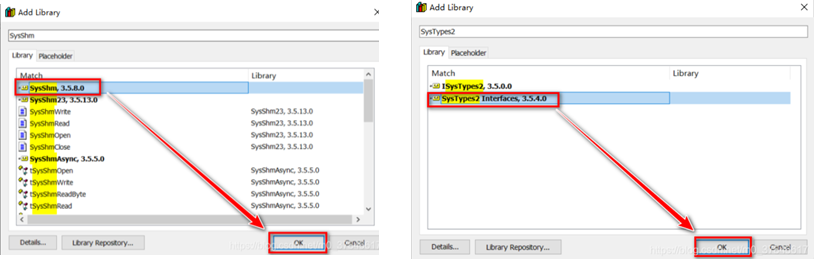 Add Library
SysShm
Library Placeholder
Match Library
SysShm, 3.5.8.0
SysShm23, 3.5.13.0
SysShmWrite SysShm23, 3.5.13.0
SysShmRead SysShm23, 3.5.13.0
SysShmOpen SysShm23, 3.5.13.0
SysShmClose SysShm23, 3.5.13.0
SysShmAsync, 3.5.5.0
tSysShmOpen SysShmAsync, 3.5.5.0
tSysShmWrite SysShmAsync, 3.5.5.0
tSysShmReadByte SysShmAsync, 3.5.5.0
tSysShmRead SysShmAsync, 3.5.5.0
Details... Library Repository... OK Cancel
Add Library
SysTypes2
Library Placeholder
Match Library
ISysTypes2, 3.5.0.0
SysTypes2 Interfaces, 3.5.4.0
Details... Library Repository... OK Cancel